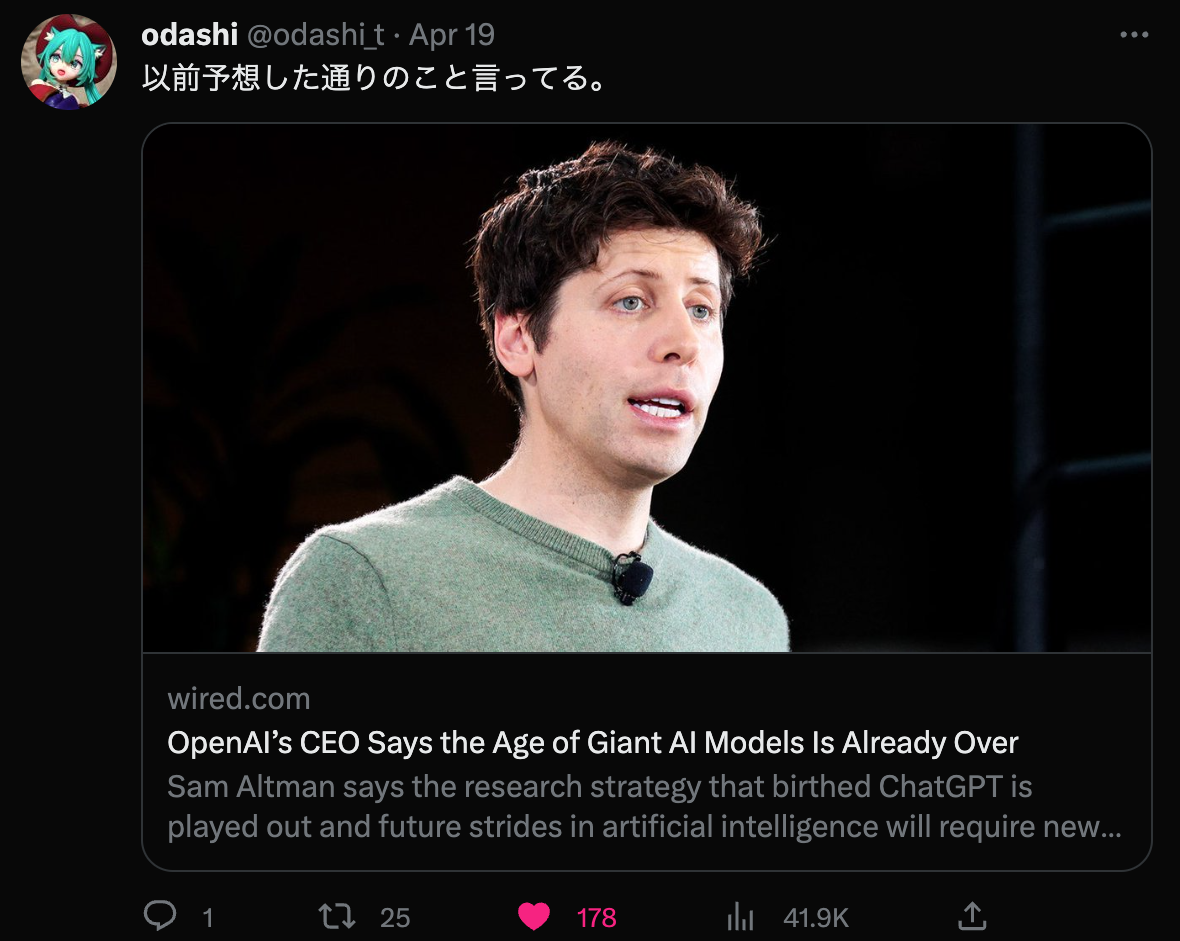 odashi @odashi_t · Apr 19
以前予想した通りのこと言ってる。
wired.com
OpenAI’s CEO Says the Age of Giant AI Models Is Already Over
Sam Altman says the research strategy that birthed ChatGPT is
played out and future strides in artificial intelligence will require new...
1 25 178 41.9K